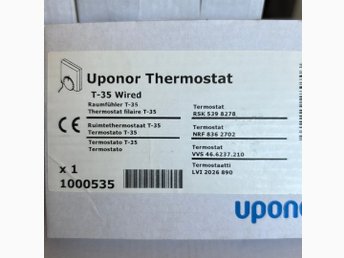 Uponor Thermostat
T-35 Wired
Raumfühler T-35
Thermostat filaire T-35
Ruimtethermostaat T-35
Termostato T-35
Termostato T-35
Termostato
Termostat
RSK 539 8278
Termostat
NRF 836 2702
Termostat
VVS 46.6237.210
Termostaatti
LVI 2026 890
CE
x 1
1000535
upono